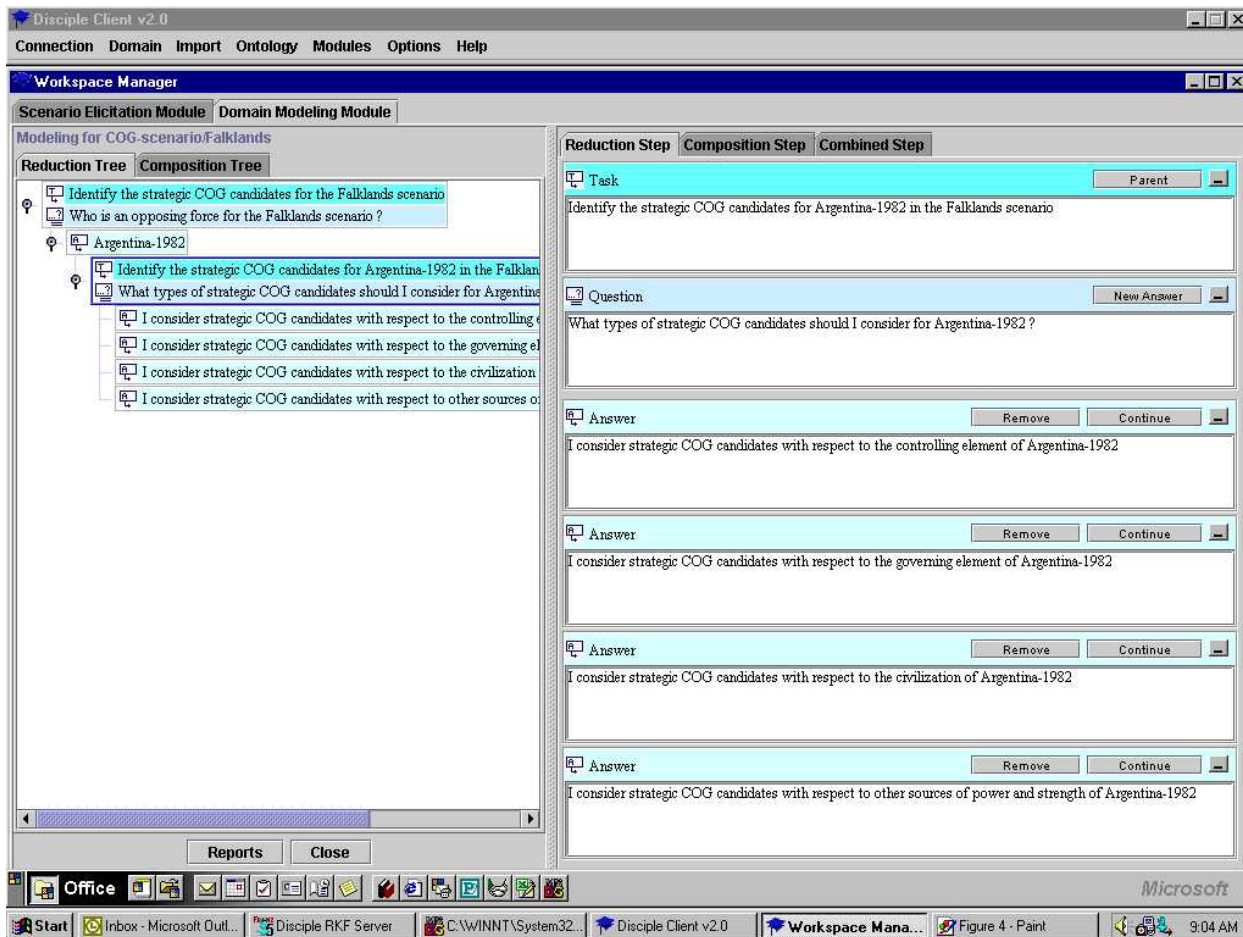 Disciple Client v2.0
Connection Domain Import Ontology Modules Options Help
Workspace Manager
Scenario Elicitation Module Domain Modeling Module
Modeling for COG-scenario/Falklands
Reduction Tree Composition Tree
Identify the strategic COG candidates for the Falklands scenario
Who is an opposing force for the Falklands scenario ?
Argentina-1982
Identify the strategic COG candidates for Argentina-1982 in the Falklan
What types of strategic COG candidates should I consider for Argentina
I consider strategic COG candidates with respect to the controlling e
I consider strategic COG candidates with respect to the governing el
I consider strategic COG candidates with respect to the civilization
I consider strategic COG candidates with respect to other sources o
Reports Close
Reduction Step Composition Step Combined Step
Task Parent
Identify the strategic COG candidates for Argentina-1982 in the Falklands scenario
Question New Answer
What types of strategic COG candidates should I consider for Argentina-1982 ?
Answer Remove Continue
I consider strategic COG candidates with respect to the controlling element of Argentina-1982
Answer Remove Continue
I consider strategic COG candidates with respect to the governing element of Argentina-1982
Answer Remove Continue
I consider strategic COG candidates with respect to the civilization of Argentina-1982
Answer Remove Continue
I consider strategic COG candidates with respect to other sources of power and strength of Argentina-1982
Office Microsoft
Start Inbox - Microsoft Outl... Disciple RKF Server C:\WINNT\System32... Disciple Client v2.0 Workspace Mana... Figure 4 - Paint 9:04 AM